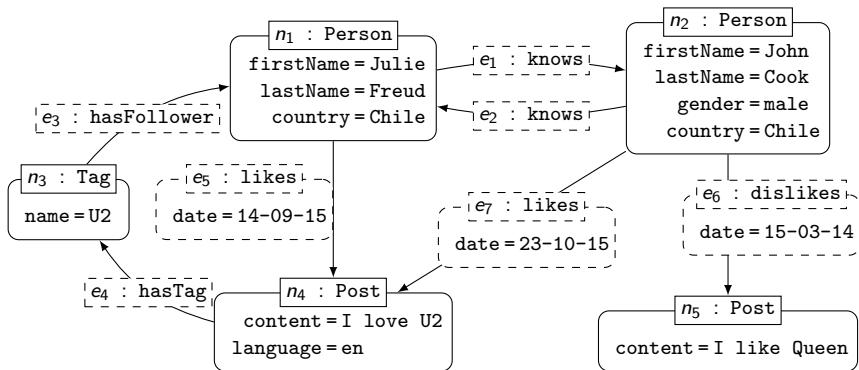 n1 : Person
firstName = Julie
lastName = Freud
country = Chile
e1 : knows
e2 : knows
n2 : Person
firstName = John
lastName = Cook
gender = male
country = Chile
e3 : hasFollower
n3 : Tag
name = U2
e5 : likes
date = 14-09-15
e7 : likes
date = 23-10-15
e6 : dislikes
date = 15-03-14
e4 : hasTag
n4 : Post
content = I love U2
language = en
n5 : Post
content = I like Queen